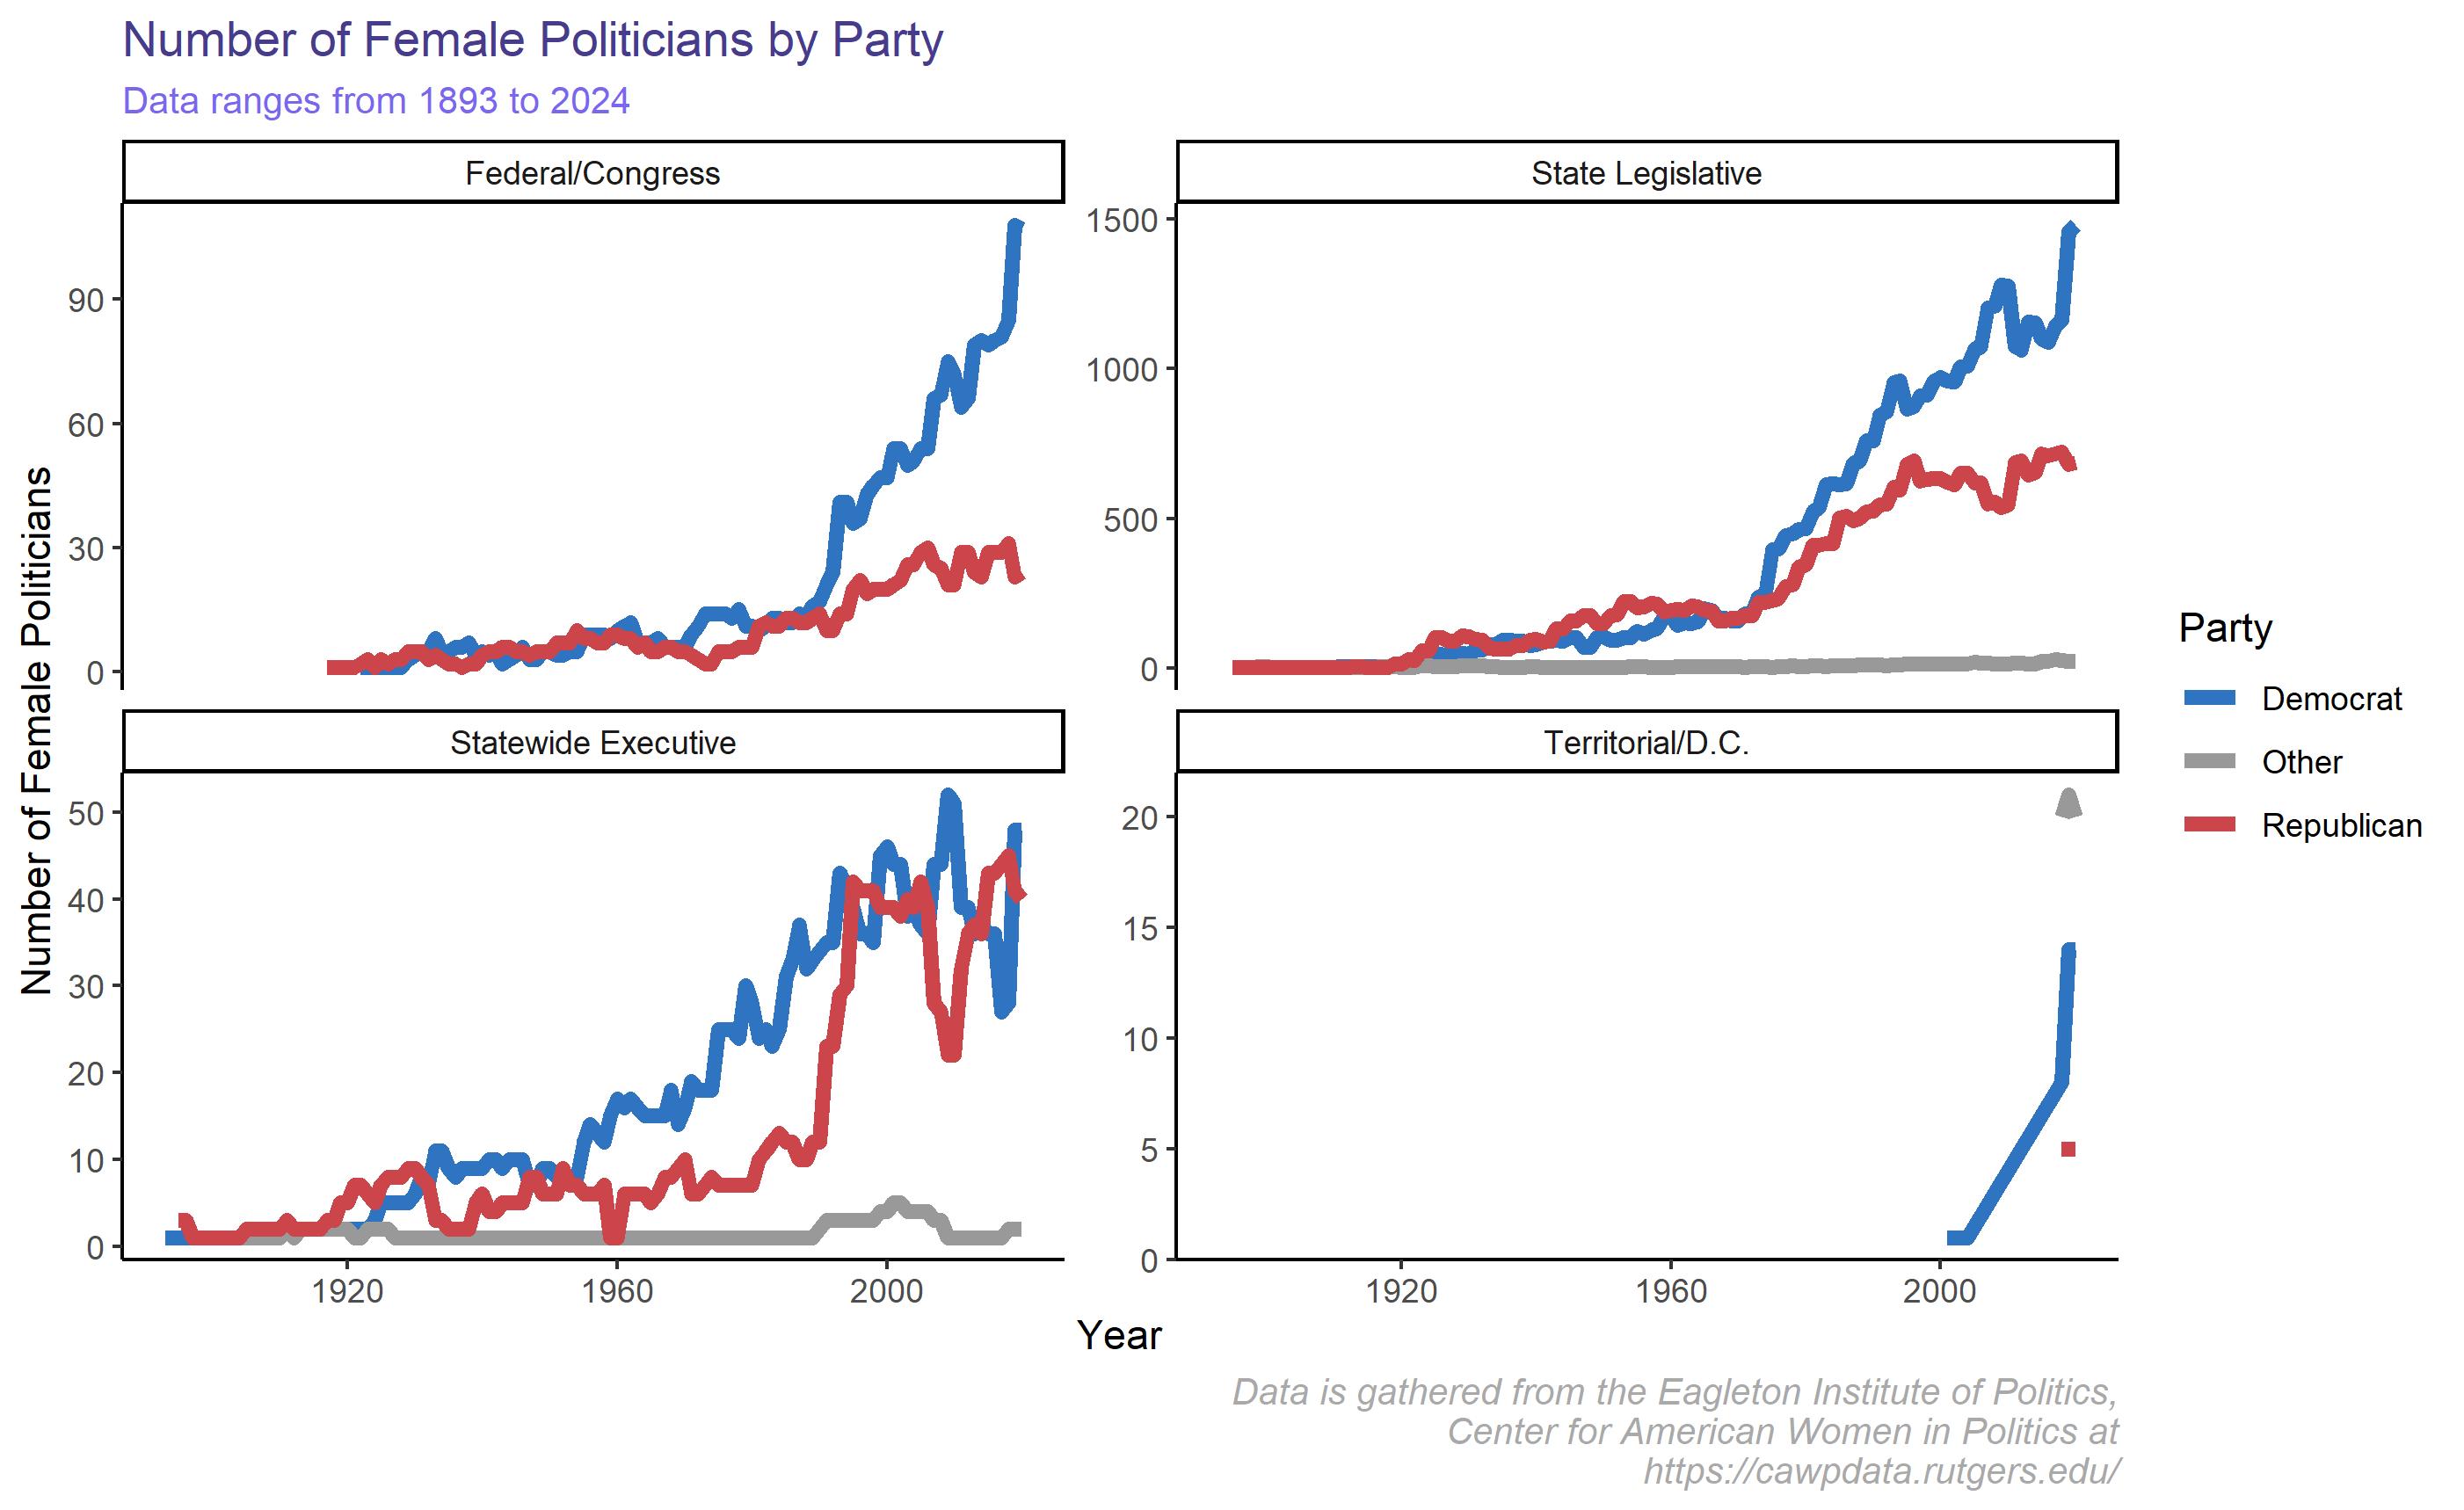 Number of Female Politicians by Party
Data ranges from 1893 to 2024
Federal/Congress
State Legislative
90
60
30
0
1500
1000
500
0
Number of Female Politicians
Statewide Executive
Territorial/D.C.
50
40
30
20
10
0
20
15
10
5
0
1920
1960
2000
1920
1960
2000
Year
Party
Democrat
Other
Republican
Data is gathered from the Eagleton Institute of Politics,
Center for American Women in Politics at
https://cawpdata.rutgers.edu/